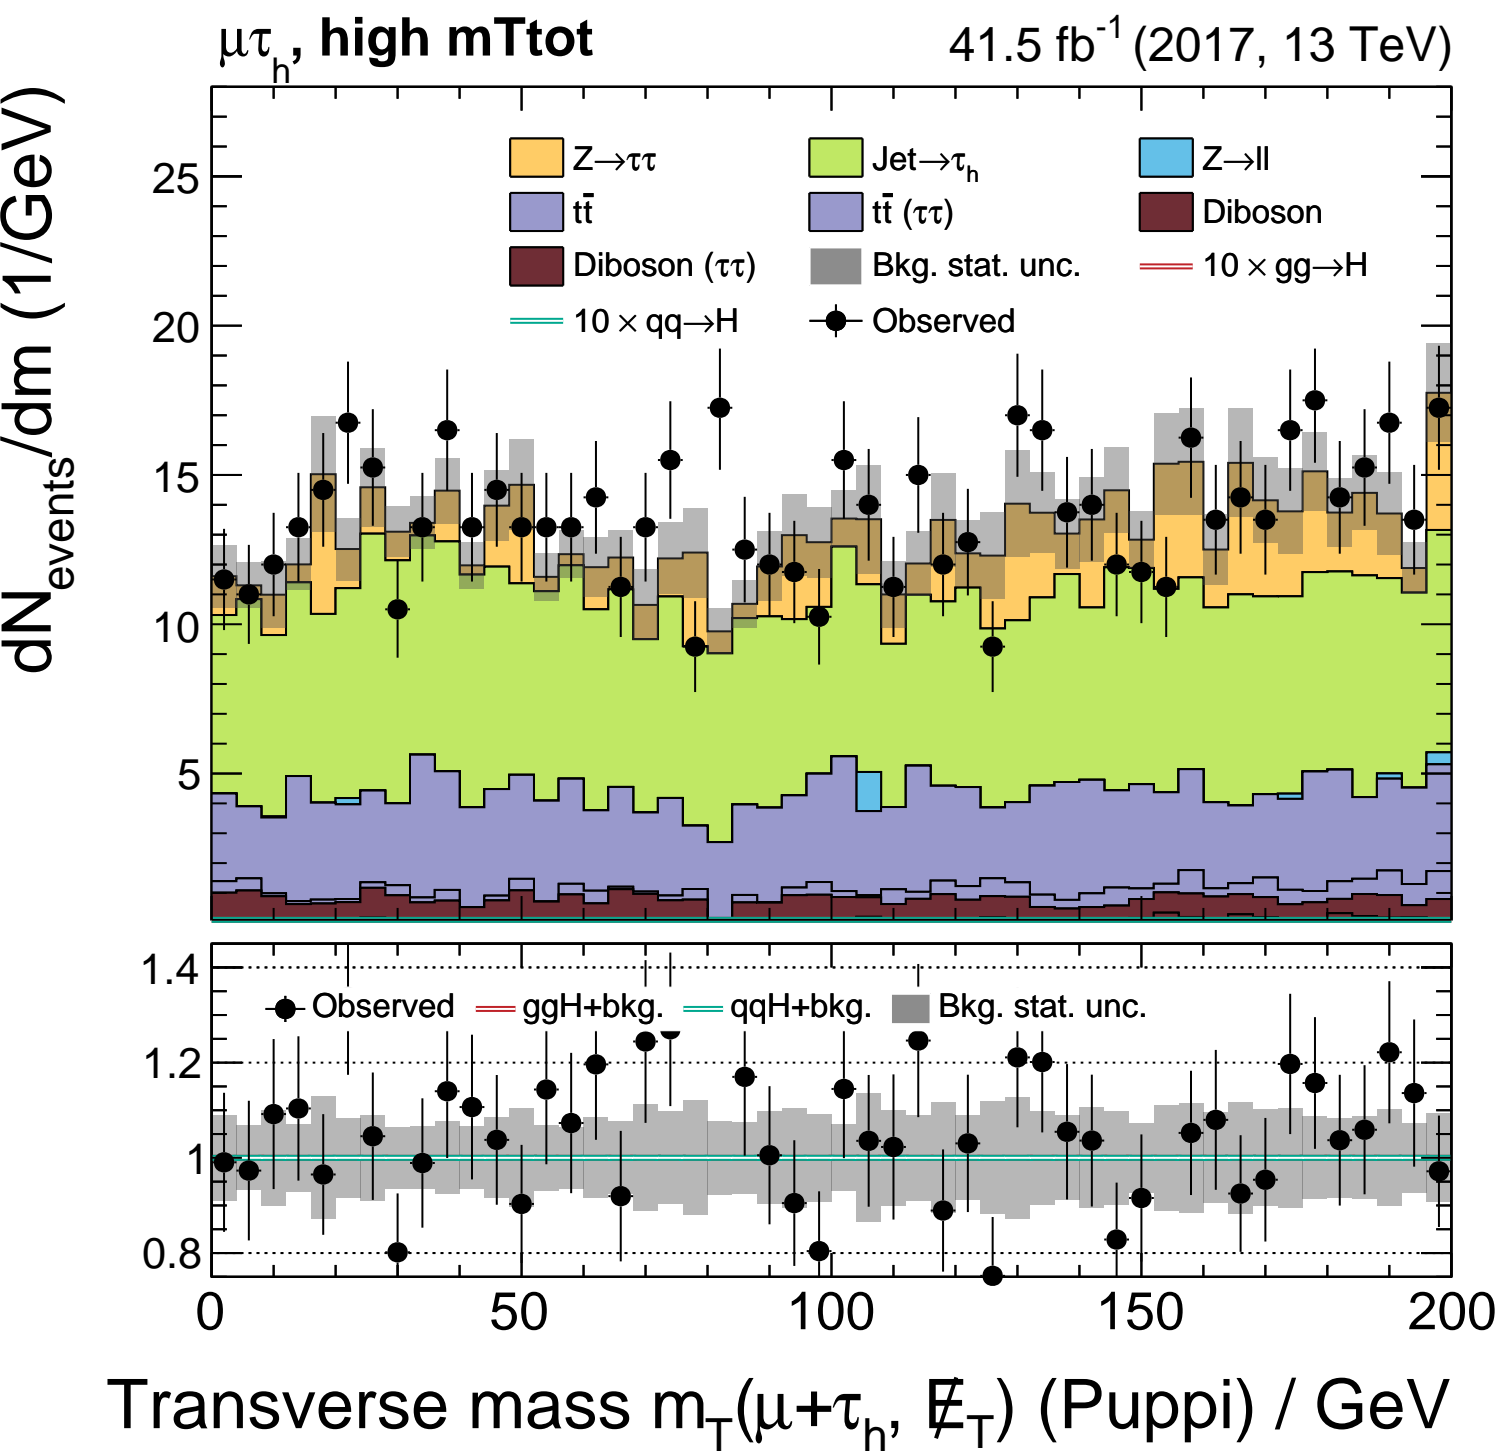 μτh, high mTtot 41.5 fb-1 (2017, 13 TeV)
dNevents/dm (1/GeV)
25
20
15
10
5
Z→ττ Jet→τh Z→ll
tt̄ tt̄ (ττ) Diboson
Diboson (ττ) Bkg. stat. unc. 10 × gg→H
10 × qq→H Observed
1.4
1.2
1
0.8
Observed ggH+bkg. qqH+bkg. Bkg. stat. unc.
0 50 100 150 200
Transverse mass mT(μ+τh, E̸T) (Puppi) / GeV